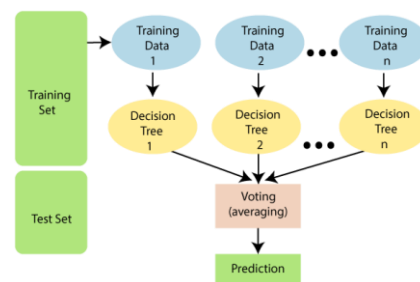 Training
Set
Training
Data
1
Training
Data
2
Training
Data
n
Decision
Tree
1
Decision
Tree
2
Decision
Tree
n
Test Set
Voting
(averaging)
Prediction